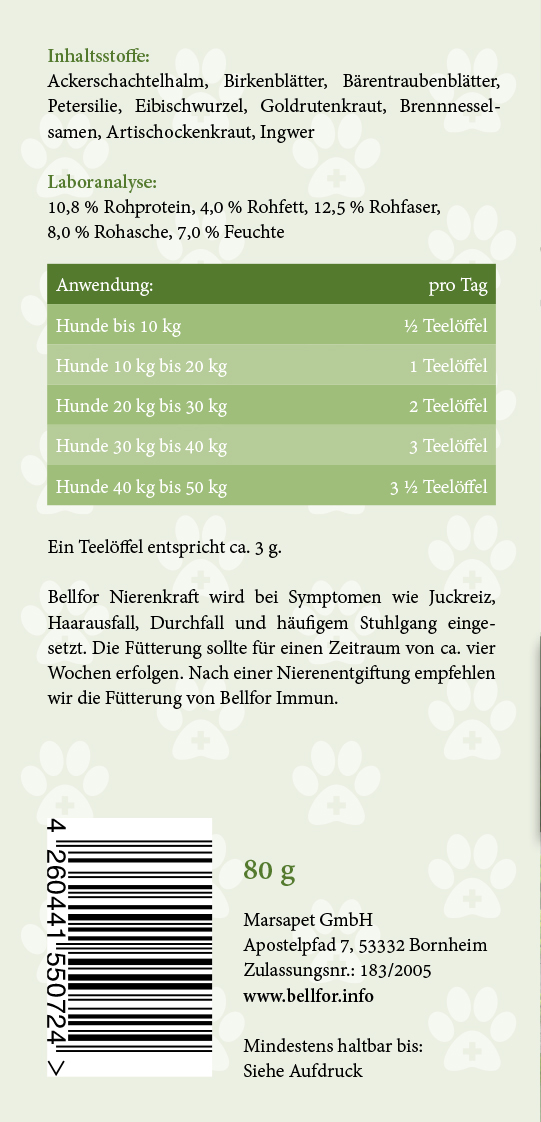 Inhaltsstoffe:
Ackerschachtelhalm, Birkenblätter, Bärentraubenblätter,
Petersilie, Eibischwurzel, Goldrutenkraut, Brennnessel-
samen, Artischockenkraut, Ingwer
Laboranalyse:
10,8 % Rohprotein, 4,0 % Rohfett, 12,5 % Rohfaser,
8,0 % Rohasche, 7,0 % Feuchte
Anwendung: pro Tag
Hunde bis 10 kg ½ Teelöffel
Hunde 10 kg bis 20 kg 1 Teelöffel
Hunde 20 kg bis 30 kg 2 Teelöffel
Hunde 30 kg bis 40 kg 3 Teelöffel
Hunde 40 kg bis 50 kg 3 ½ Teelöffel
Ein Teelöffel entspricht ca. 3 g.
Bellfor Nierenkraft wird bei Symptomen wie Juckreiz,
Haarausfall, Durchfall und häufigem Stuhlgang einge-
setzt. Die Fütterung sollte für einen Zeitraum von ca. vier
Wochen erfolgen. Nach einer Nierenentgiftung empfehlen
wir die Fütterung von Bellfor Immun.
4 260441 550724 >
80 g
Marsapet GmbH
Apostelpfad 7, 53332 Bornheim
Zulassungsnr.: 183/2005
www.bellfor.info
Mindestens haltbar bis:
Siehe Aufdruck